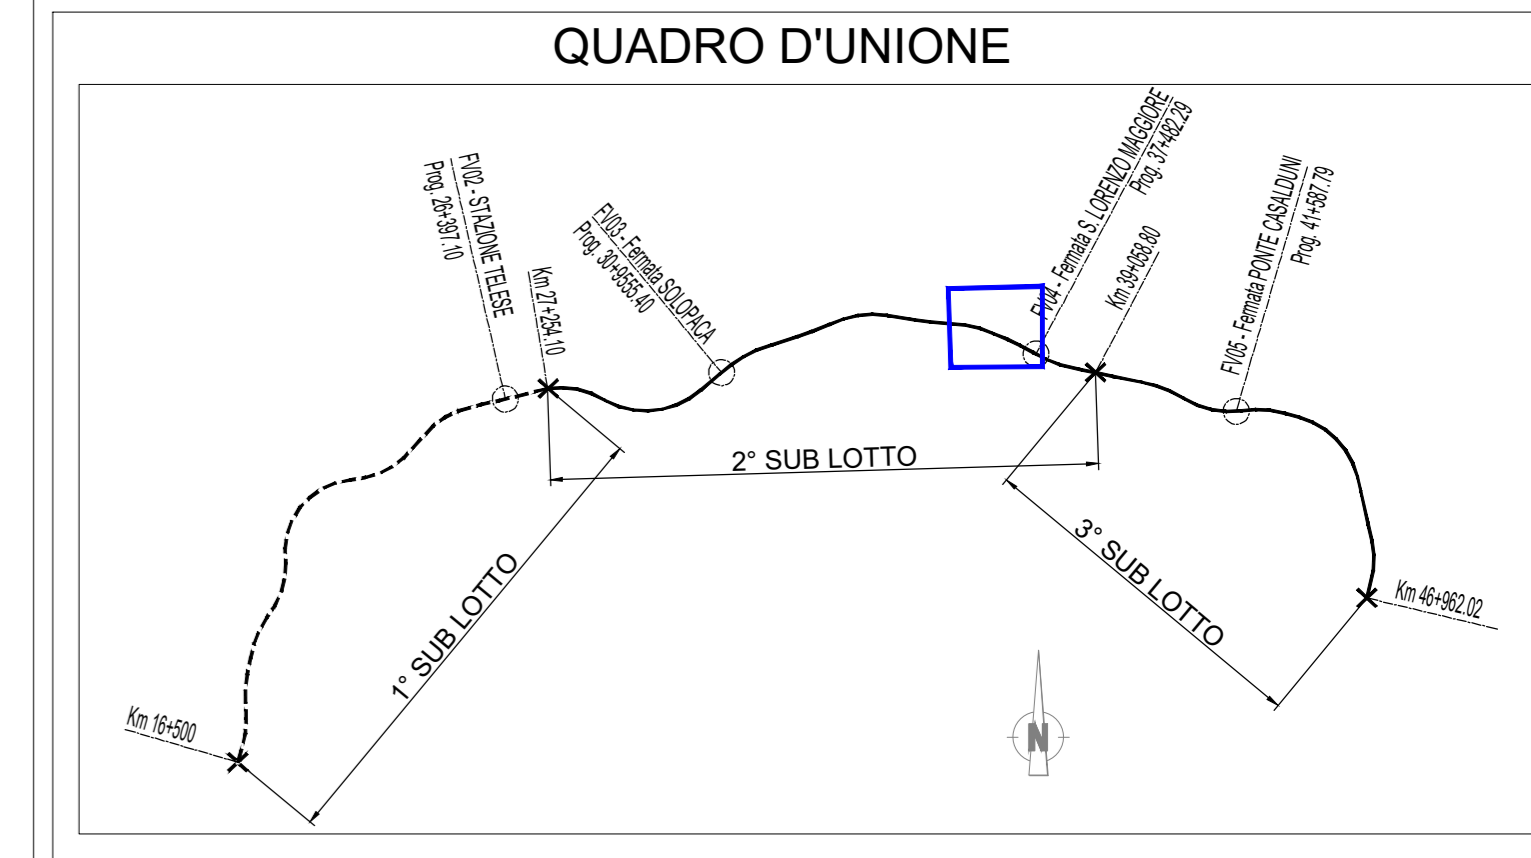 QUADRO D'UNIONE
FV02 - STAZIONE TELESE
Prog. 26+397.10
Km 27+254.10
FV03 - Fermata SOLOPACA
Prog. 30+9555.40
FV04 - Fermata S. LORENZO MAGGIORE
Prog. 37+482.29
Km 39+058.80
FV05 - Fermata PONTE CASALDUNI
Prog. 41+587.79
2° SUB LOTTO
1° SUB LOTTO
3° SUB LOTTO
Km 46+962.02
Km 16+500
N